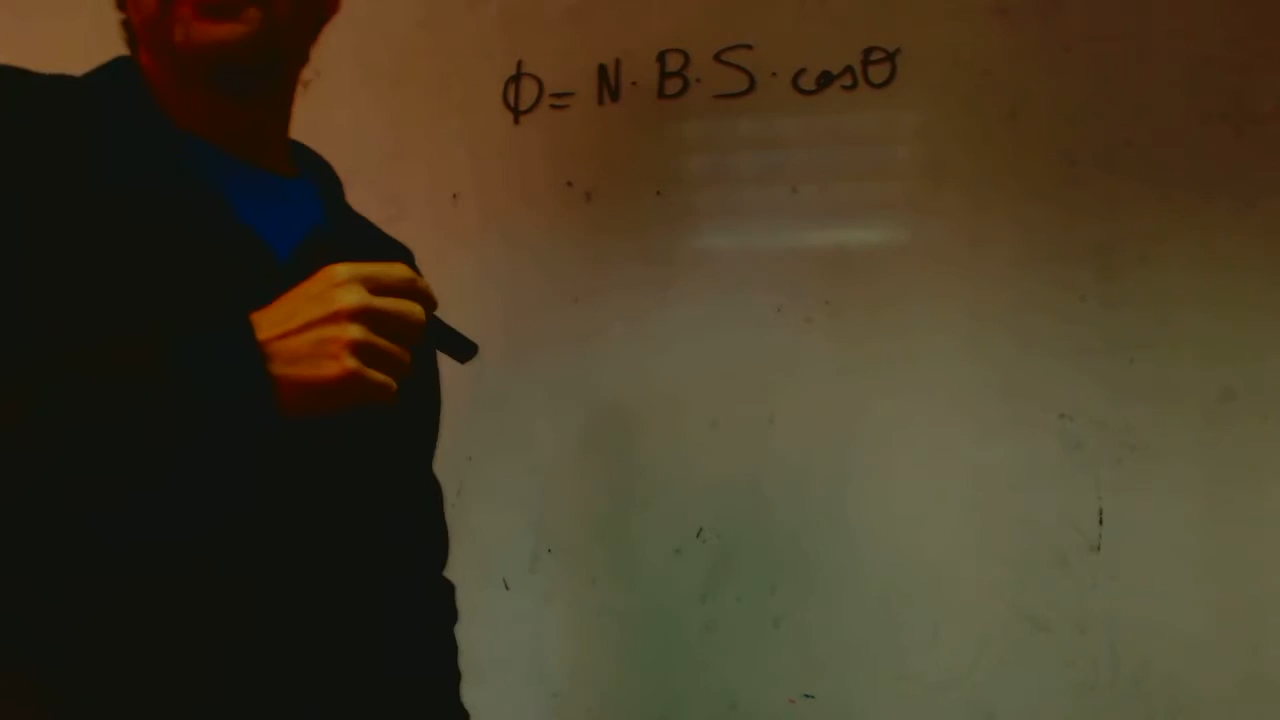 ϕ = N · B · S · cosθ